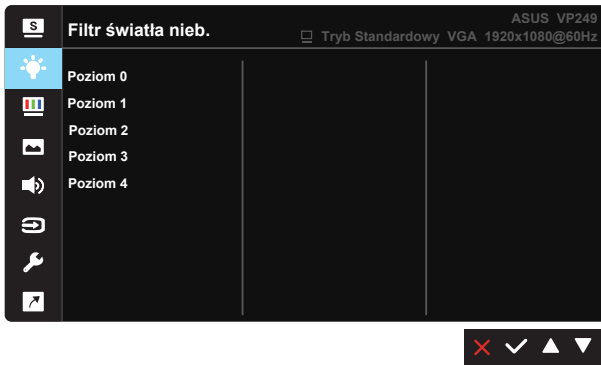 S
Filtr światła nieb.
ASUS VP249
Tryb Standardowy VGA 1920x1080@60Hz
Poziom 0
Poziom 1
Poziom 2
Poziom 3
Poziom 4